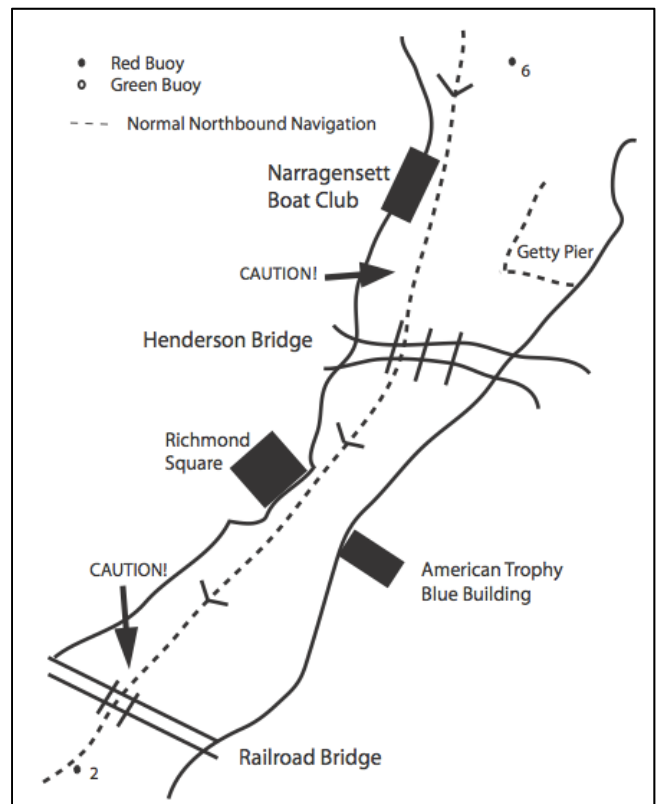 Red Buoy
Green Buoy
Normal Northbound Navigation
6
Narragensett
Boat Club
Getty Pier
CAUTION!
Henderson Bridge
Richmond
Square
CAUTION!
American Trophy
Blue Building
Railroad Bridge
2